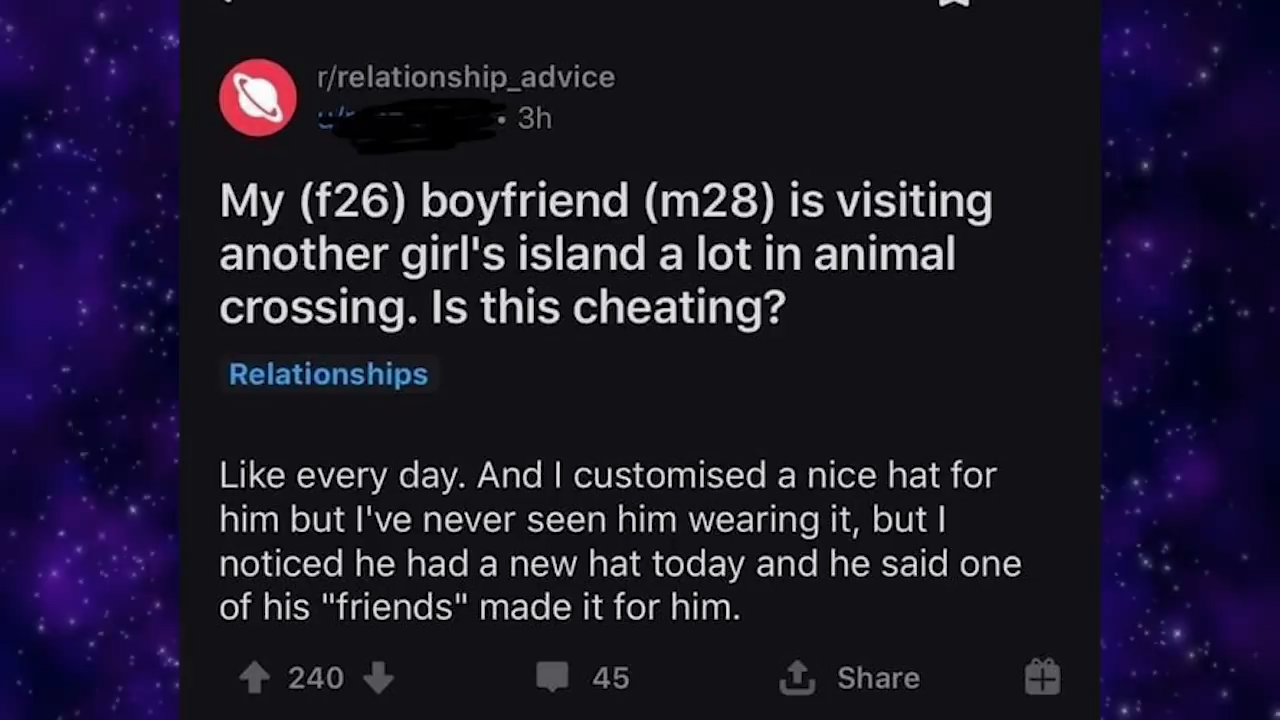 r/relationship_advice
• 3h
My (f26) boyfriend (m28) is visiting
another girl's island a lot in animal
crossing. Is this cheating?
Relationships
Like every day. And I customised a nice hat for
him but I've never seen him wearing it, but I
noticed he had a new hat today and he said one
of his "friends" made it for him.
240 45 Share